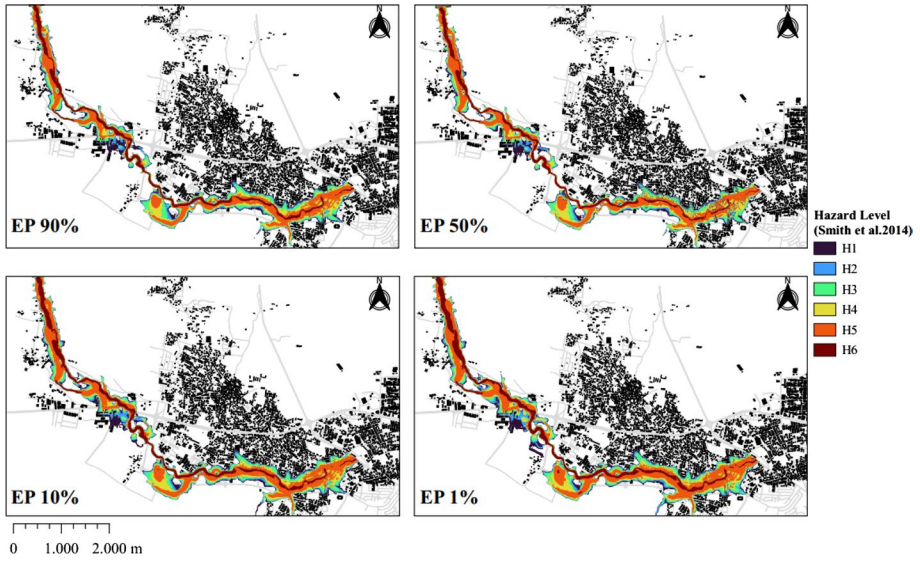 N
N
EP 90%
EP 50%
Hazard Level
(Smith et al.2014)
H1
H2
H3
H4
H5
H6
N
N
EP 10%
EP 1%
0 1.000 2.000 m